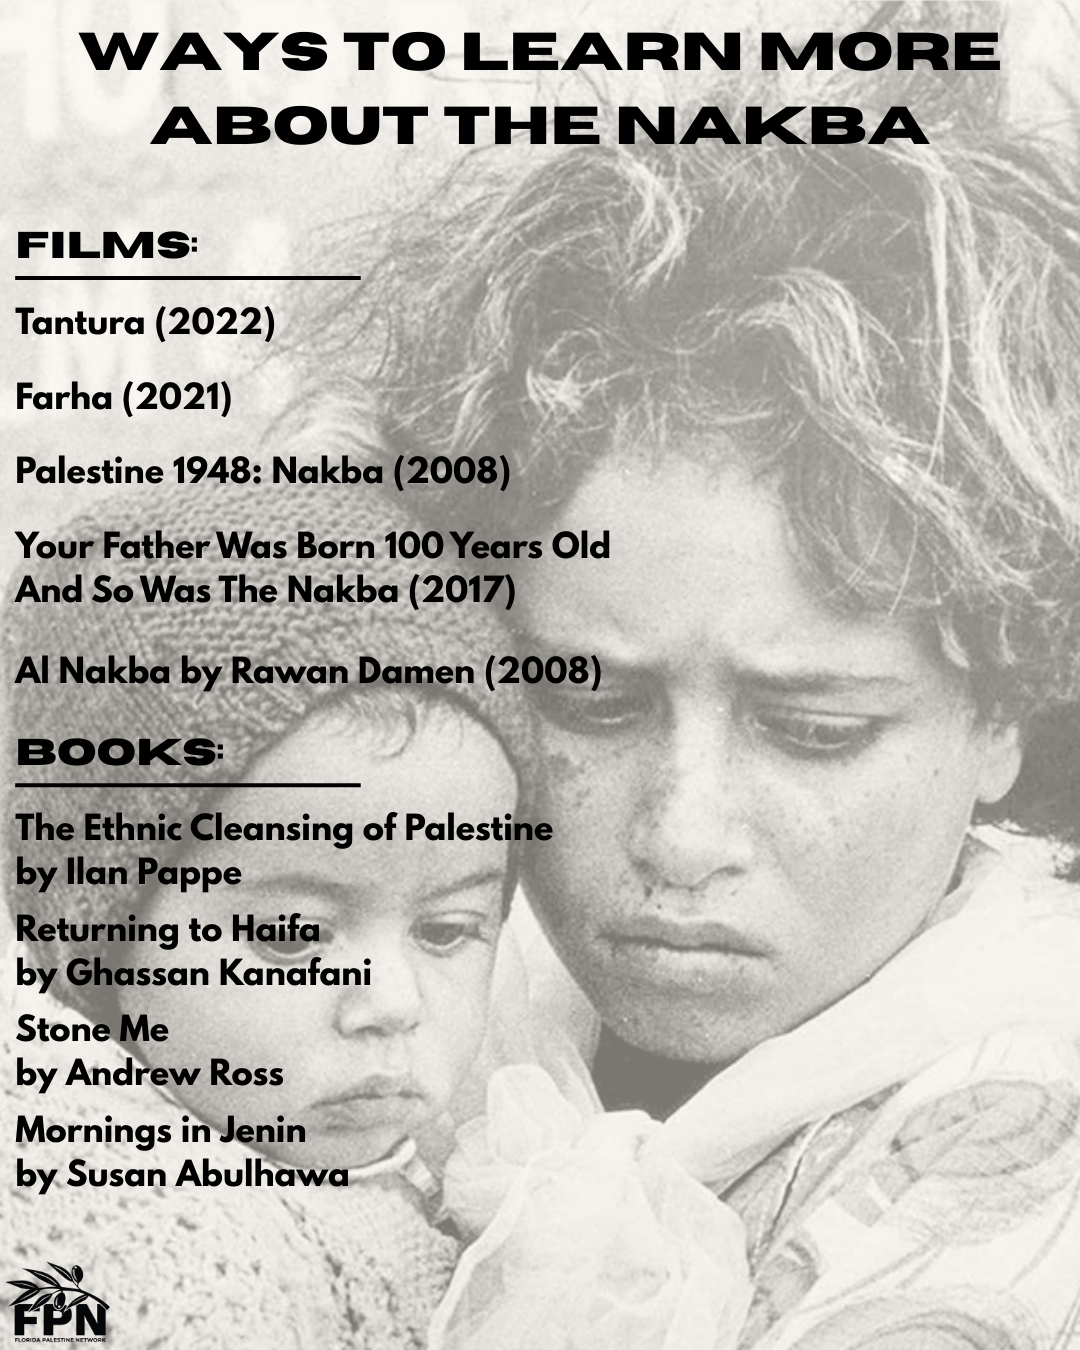 WAYS TO LEARN MORE
ABOUT THE NAKBA
FILMS:
Tantura (2022)
Farha (2021)
Palestine 1948: Nakba (2008)
Your Father Was Born 100 Years Old
And So Was The Nakba (2017)
Al Nakba by Rawan Damen (2008)
BOOKS:
The Ethnic Cleansing of Palestine
by Ilan Pappe
Returning to Haifa
by Ghassan Kanafani
Stone Me
by Andrew Ross
Mornings in Jenin
by Susan Abulhawa
FPN
FLORIDA PALESTINE NETWORK